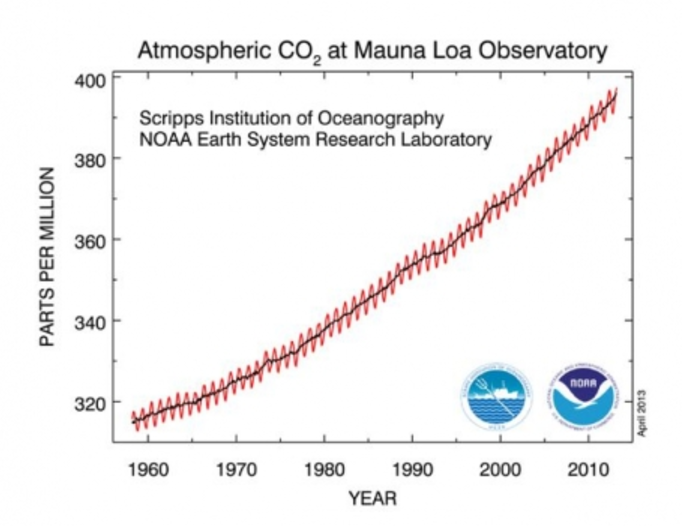 Atmospheric CO₂ at Mauna Loa Observatory
Scripps Institution of Oceanography
NOAA Earth System Research Laboratory
PARTS PER MILLION
400
380
360
340
320
NOAA
April 2013
1960 1970 1980 1990 2000 2010
YEAR